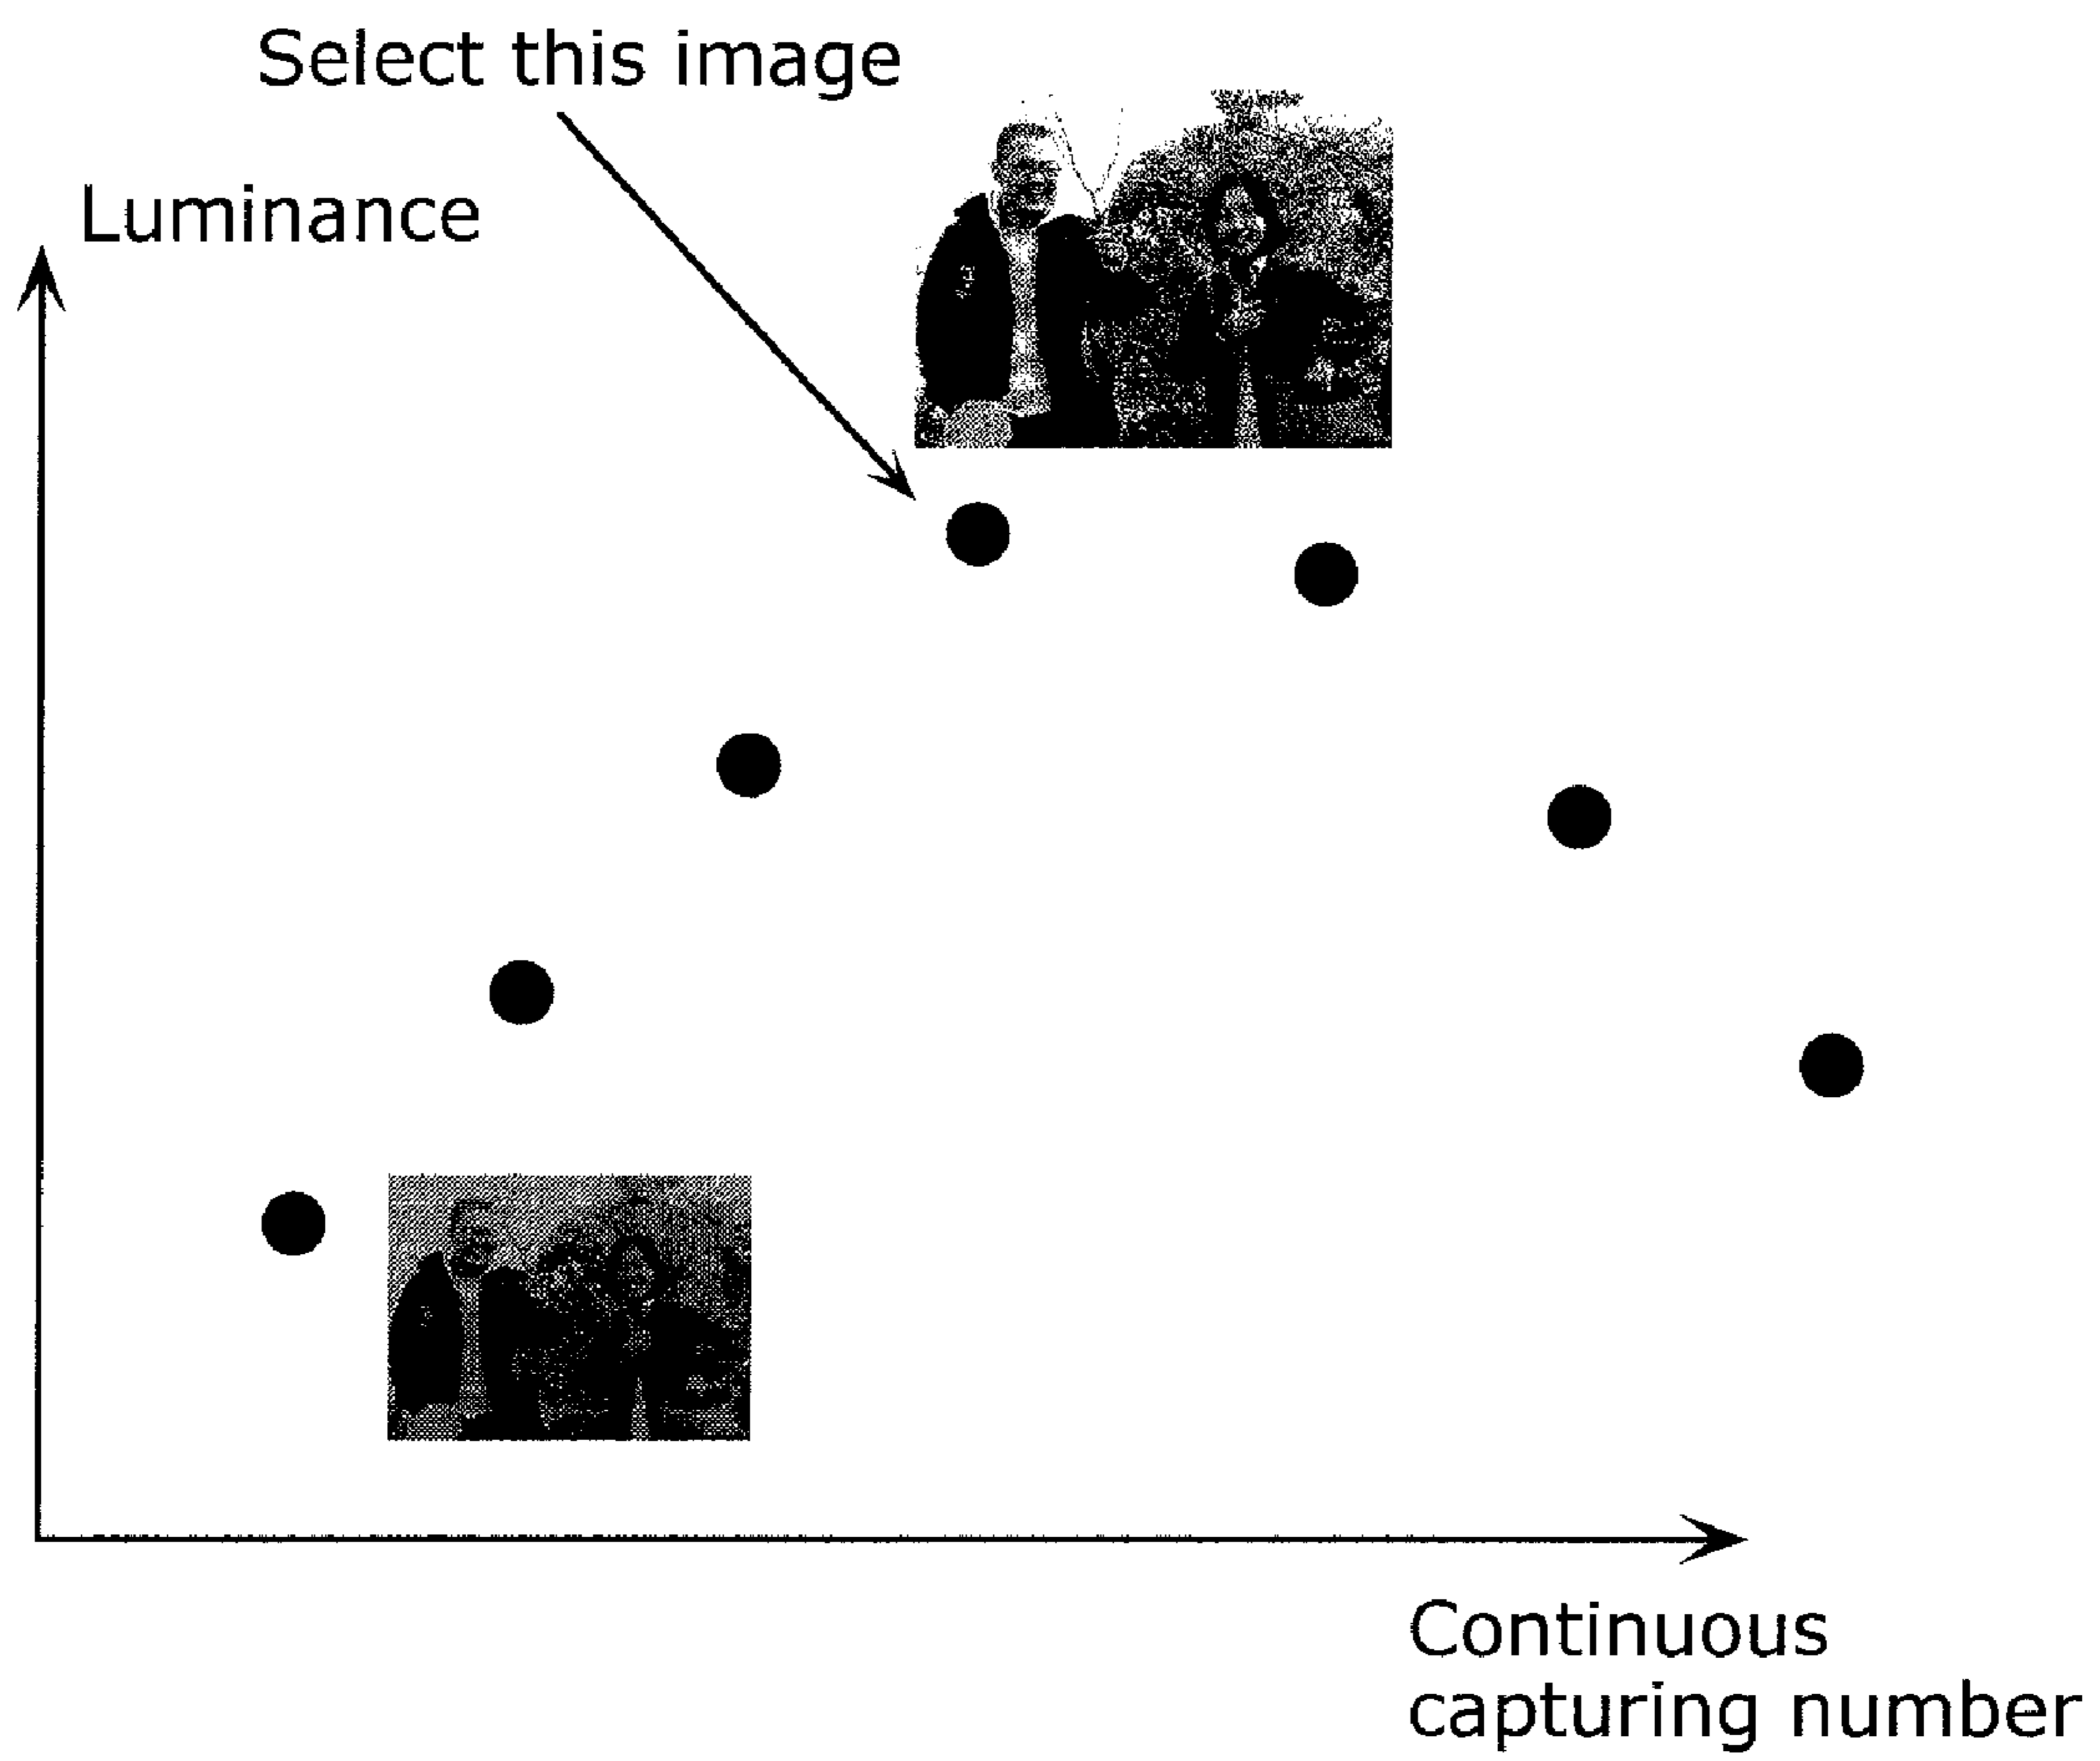 Select this image
Luminance
Continuous
capturing number